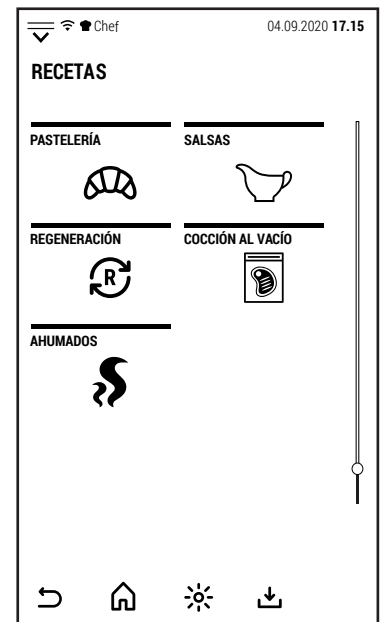 Chef 04.09.2020 17.15
RECETAS
PASTELERÍA SALSAS
REGENERACIÓN COCCIÓN AL VACÍO
R
AHUMADOS